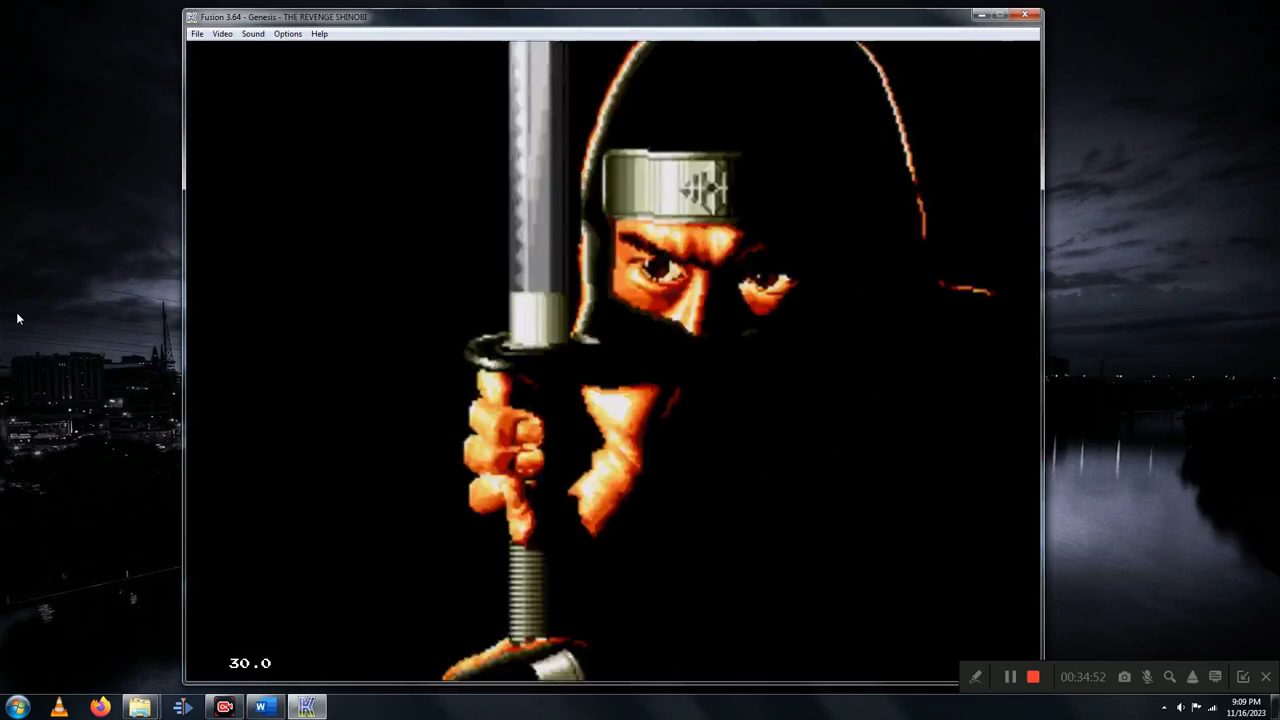 Fusion 3.64 - Genesis - THE REVENGE SHINOBI
File Video Sound Options Help
30.0
00:34:52
9:09 PM
11/16/2023